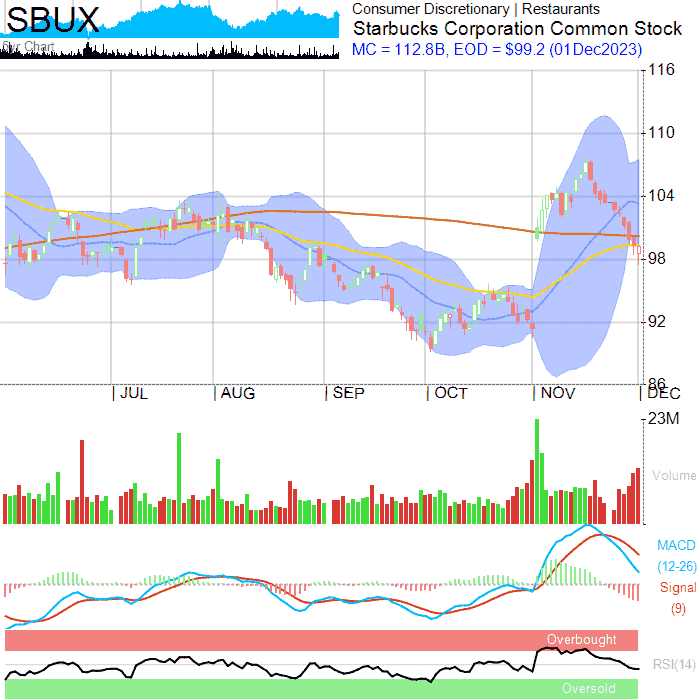 SBUX
5yr Chart
Consumer Discretionary | Restaurants
Starbucks Corporation Common Stock
MC = 112.8B, EOD = $99.2 (01Dec2023)
116
110
104
98
92
86
JUL
AUG
SEP
OCT
NOV
DEC
23M
Volume
MACD
(12-26)
Signal
(9)
Overbought
RSI(14)
Oversold